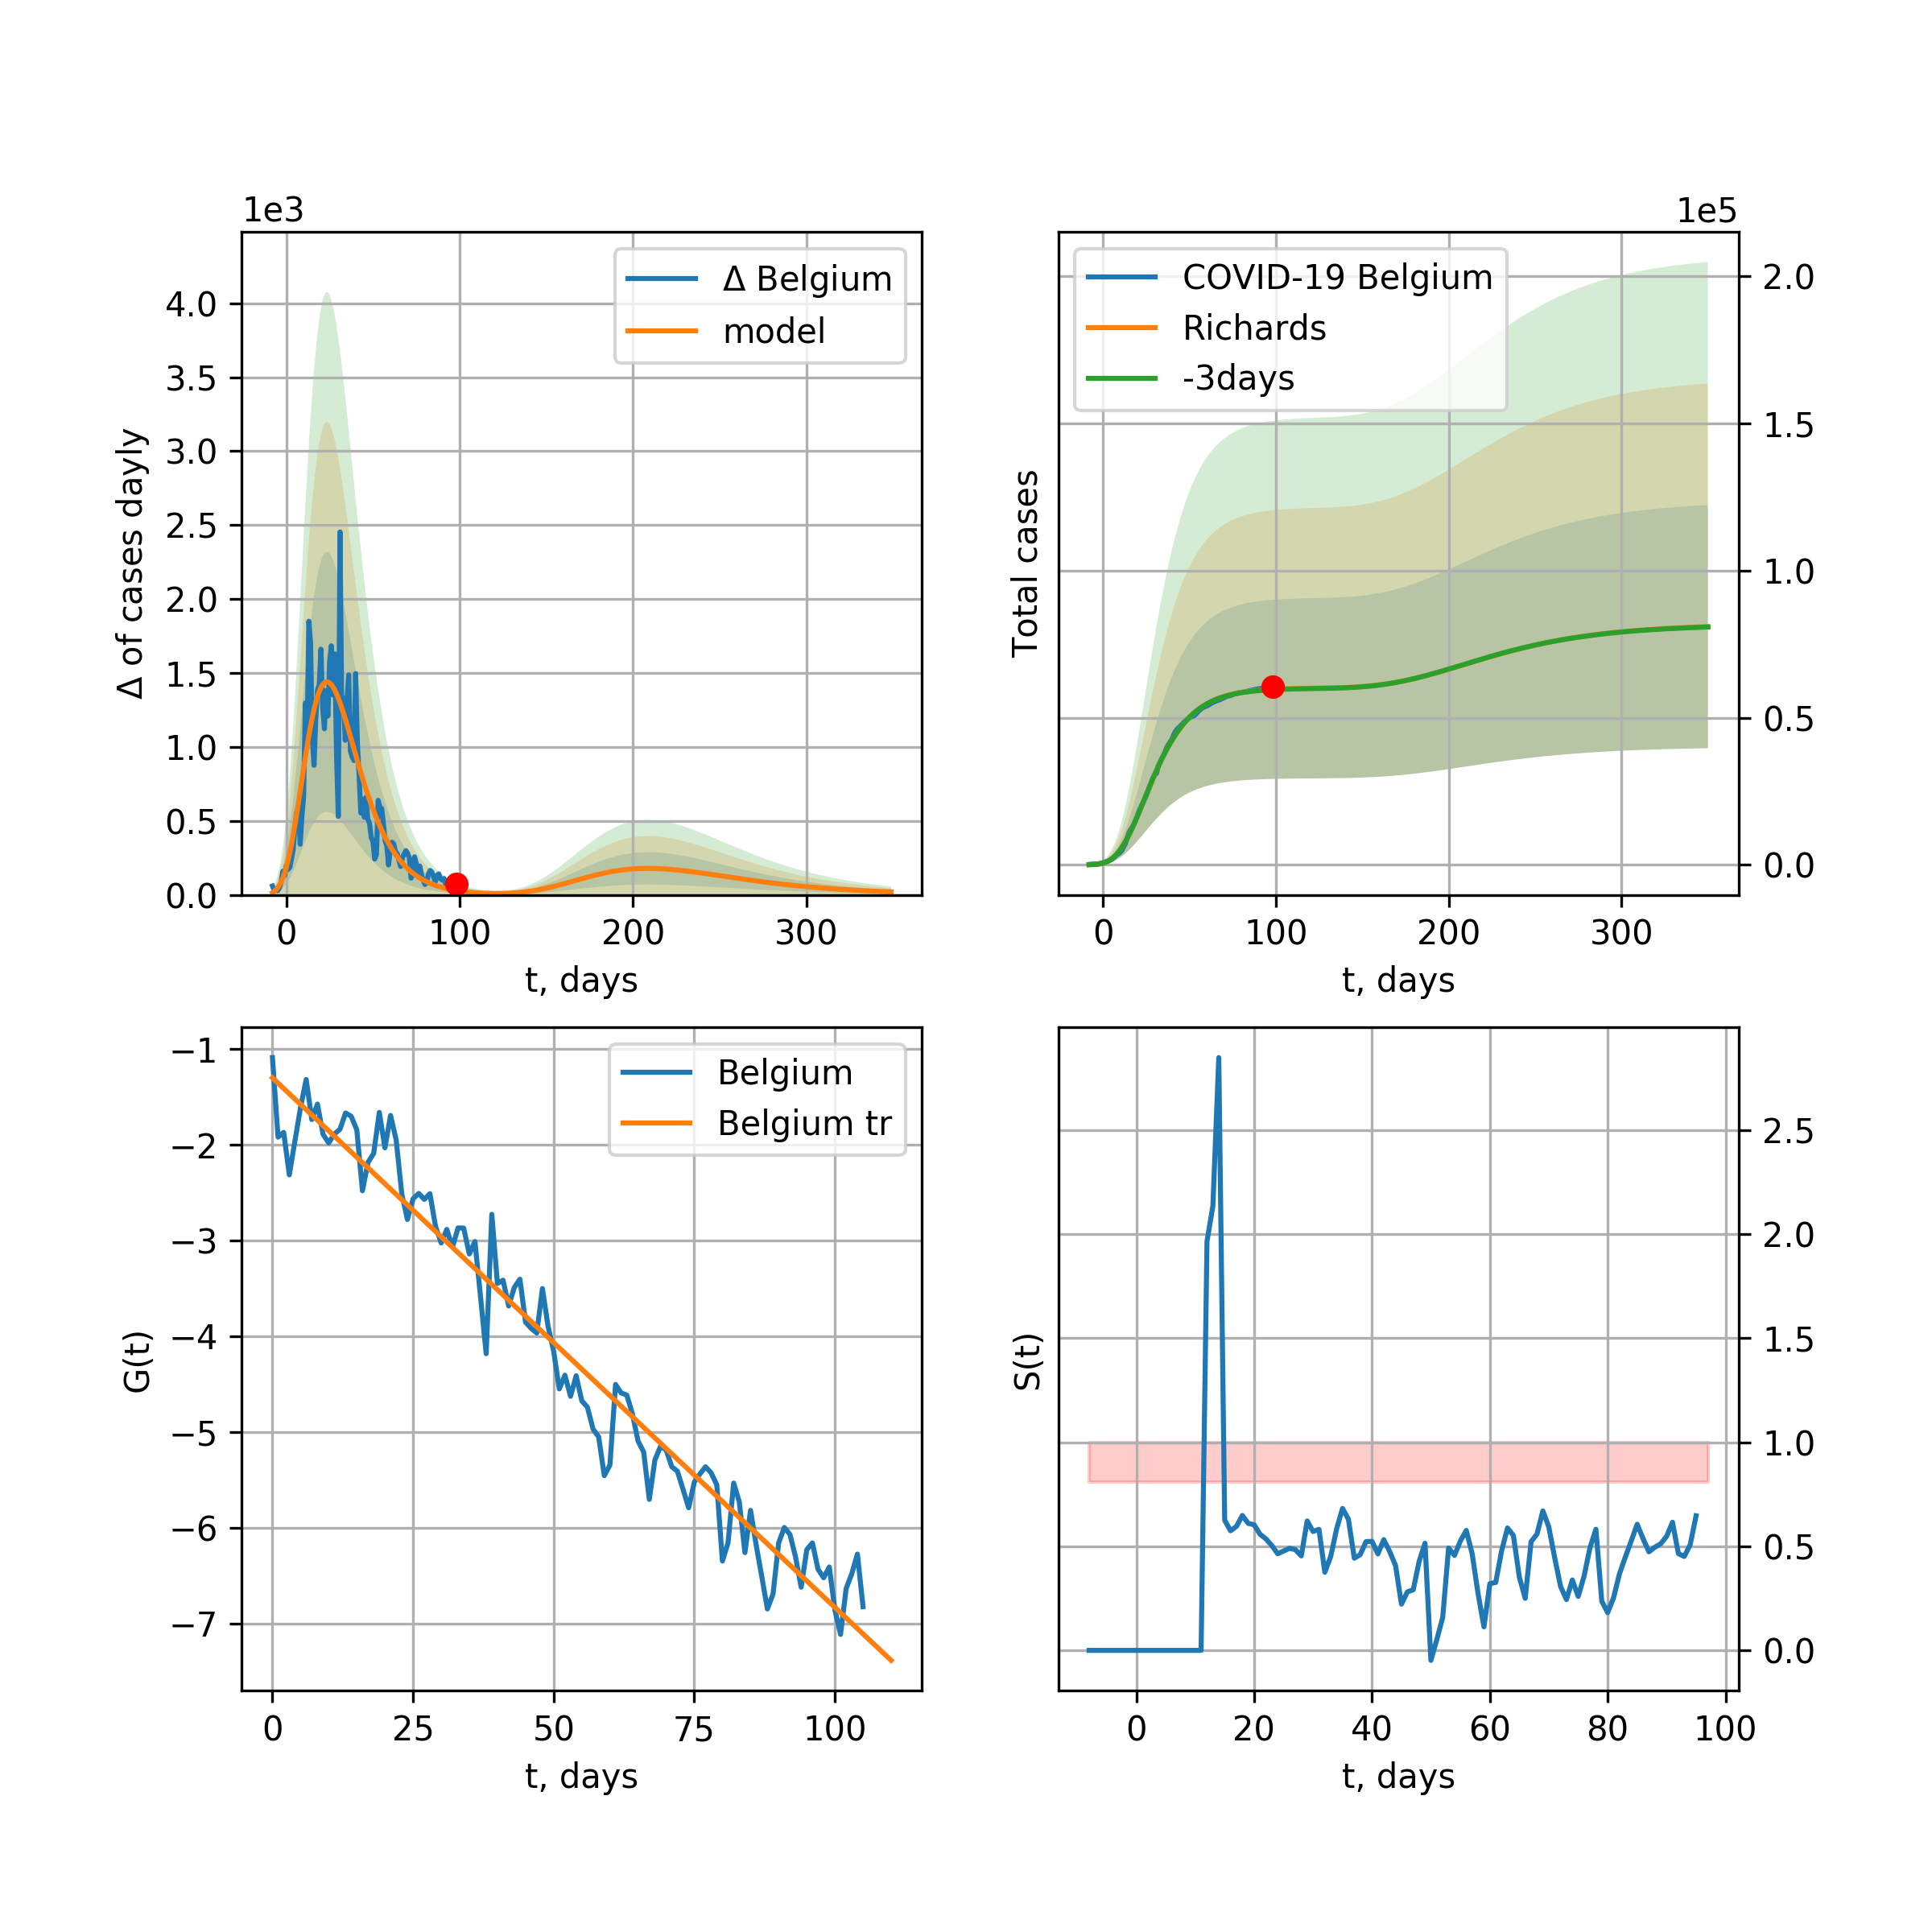 1e3
Δ of cases dayly
4.0
3.5
3.0
2.5
2.0
1.5
1.0
0.5
0.0
Δ Belgium
model
0 100 200 300
t, days
1e5
Total cases
COVID-19 Belgium
Richards
-3days
2.0
1.5
1.0
0.5
0.0
0 100 200 300
t, days
G(t)
−1
−2
−3
−4
−5
−6
−7
Belgium
Belgium tr
0 25 50 75 100
t, days
S(t)
2.5
2.0
1.5
1.0
0.5
0.0
0 20 40 60 80 100
t, days